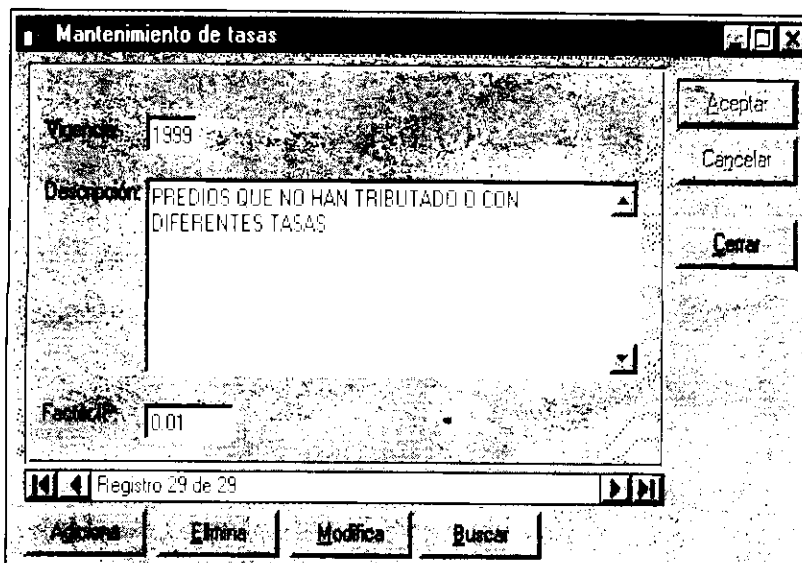 Mantenimiento de tasas
Vigencia: 1999
Aceptar
Cancelar
Descripción: PREDIOS QUE NO HAN TRIBUTADO O CON
DIFERENTES TASAS
Cerrar
0.01
Registro 29 de 29
Adiciona Elimina Modifica Buscar